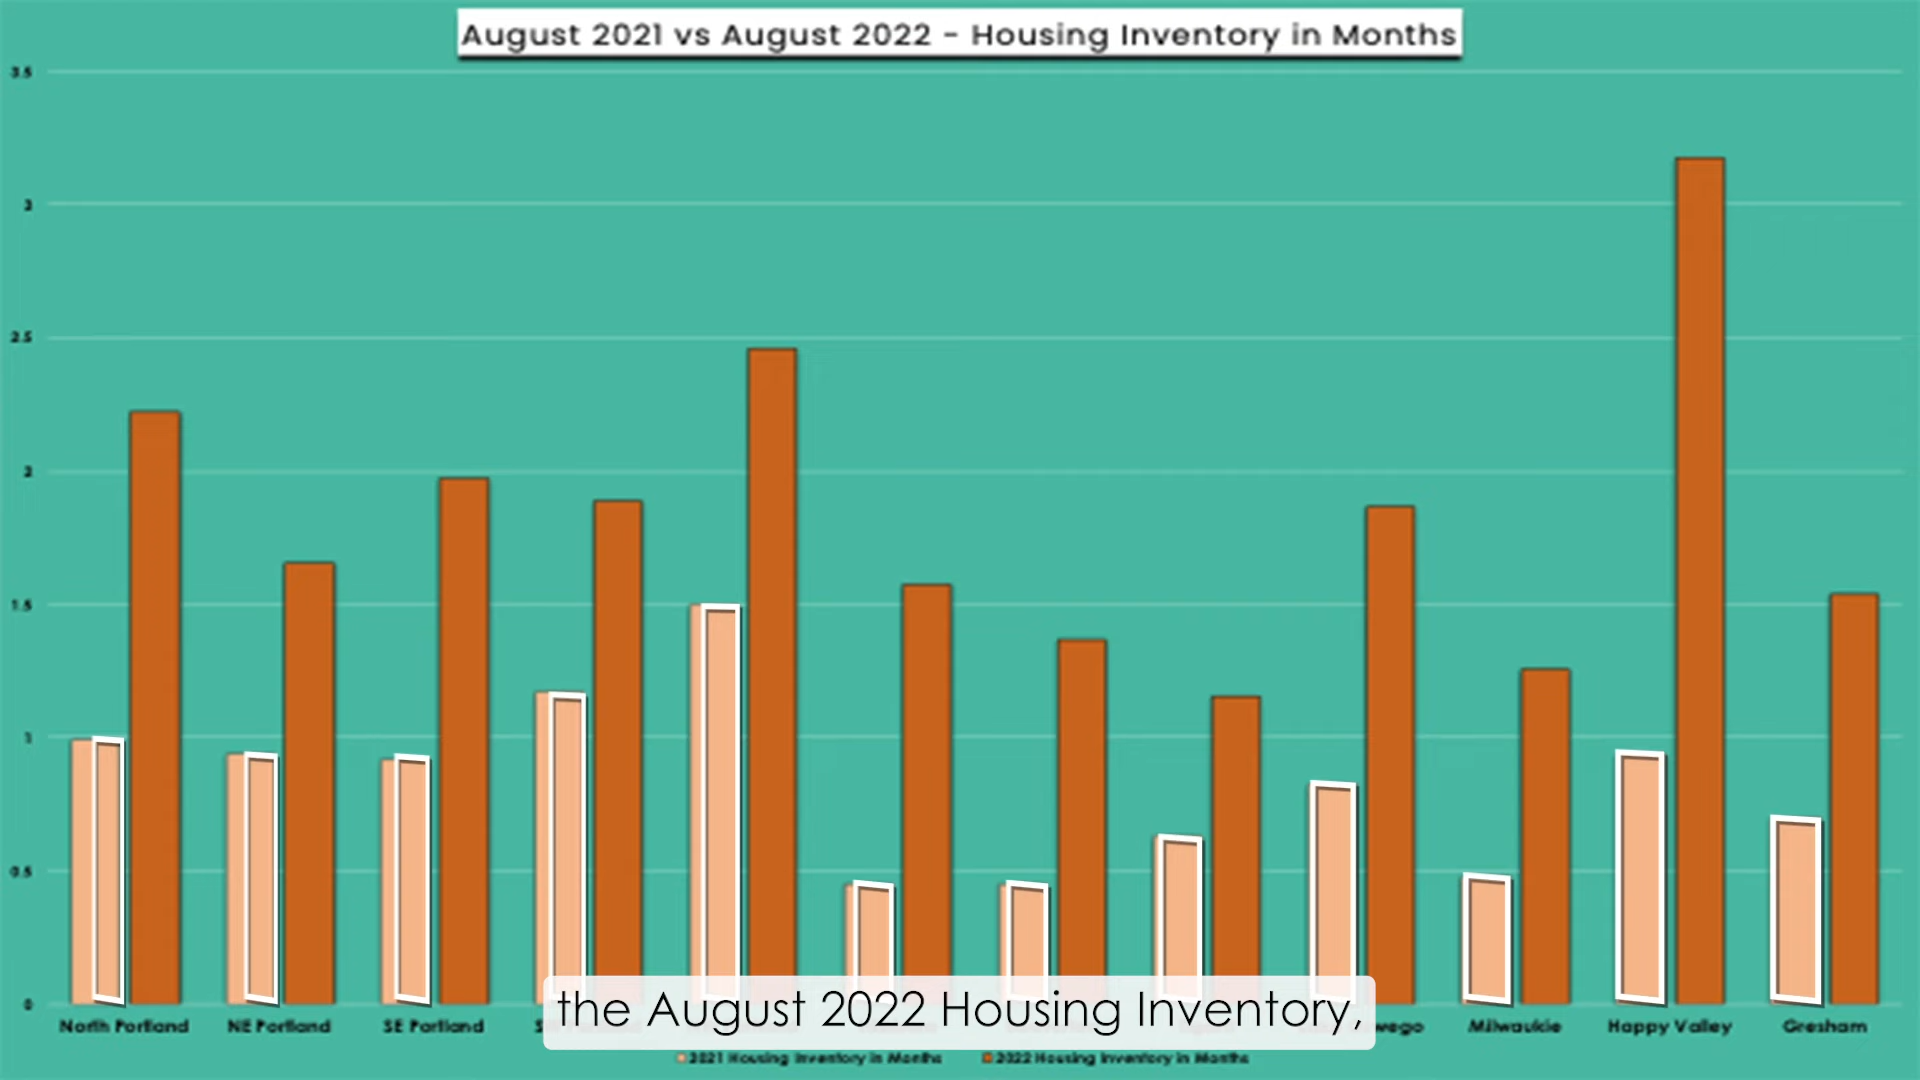 August 2021 vs August 2022 - Housing Inventory in Months
3.5
3
2.5
2
1.5
1
0.5
0
North Portland NE Portland SE Portland wego Milwaukie Happy Valley Gresham
the August 2022 Housing Inventory,
2021 Housing Inventory in Months 2022 Housing Inventory in Months